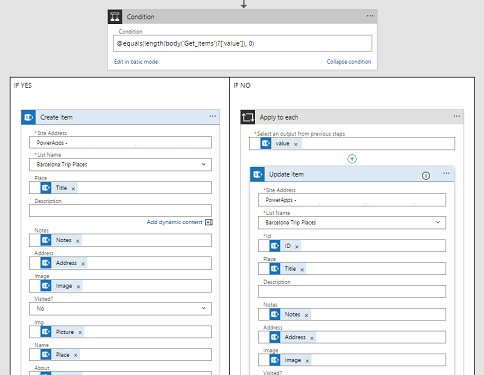 Condition
Condition
@equals(length(body('Get_items')?['value']), 0)
Edit in basic mode
Collapse condition
IF YES
Create item
*Site Address
PowerApps -
*List Name
Barcelona Trip Places
Place
Title x
Description
Add dynamic content
Notes
Notes x
Address
Address x
Image
Image x
Visited?
No
Img
Picture x
Name
Place x
About
IF NO
Apply to each
*Select an output from previous steps
value x
Update item
*Site Address
PowerApps -
*List Name
Barcelona Trip Places
*Id
ID x
Place
Title x
Description
Notes
Notes x
Address
Address x
Image
Image x
Visited?